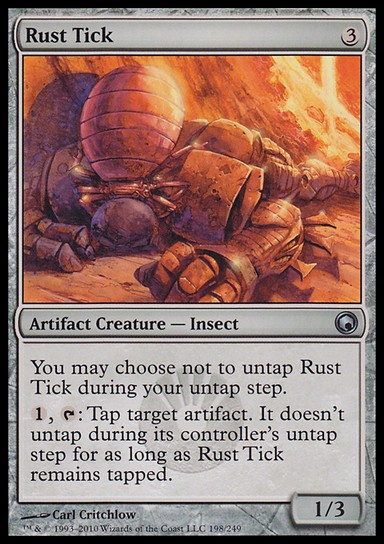 Rust Tick 3
Artifact Creature — Insect
You may choose not to untap Rust
Tick during your untap step.
1, : Tap target artifact. It doesn't
untap during its controller's untap
step for as long as Rust Tick
remains tapped.
Carl Critchlow
1/3
™ & © 1993–2010 Wizards of the Coast LLC 198/249